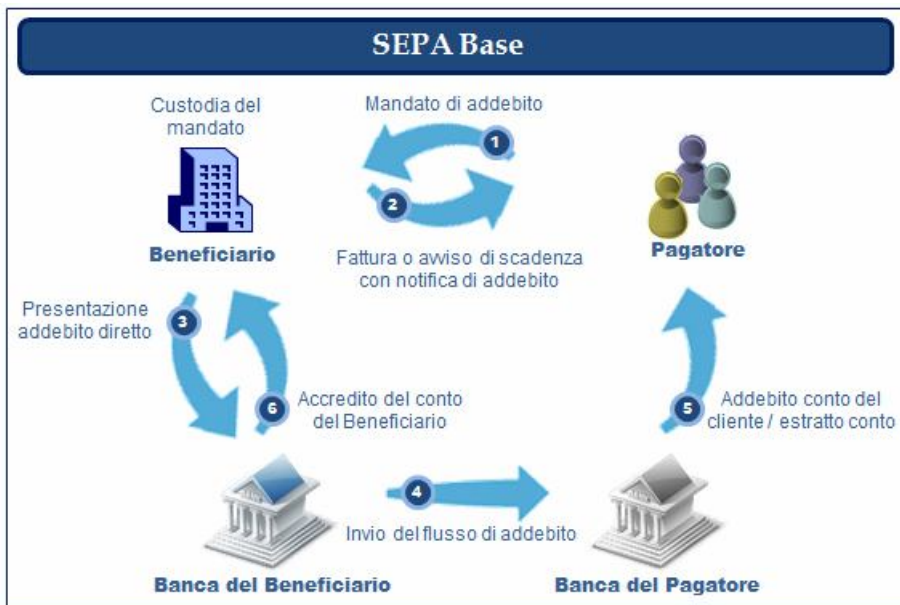 SEPA Base
Custodia del
mandato
Mandato di addebito
1
2
Beneficiario
Fattura o avviso di scadenza
con notifica di addebito
Pagatore
Presentazione
addebito diretto
3
6
Accredito del conto
del Beneficiario
5
Addebito conto del
cliente / estratto conto
4
Invio del flusso di addebito
Banca del Beneficiario
Banca del Pagatore